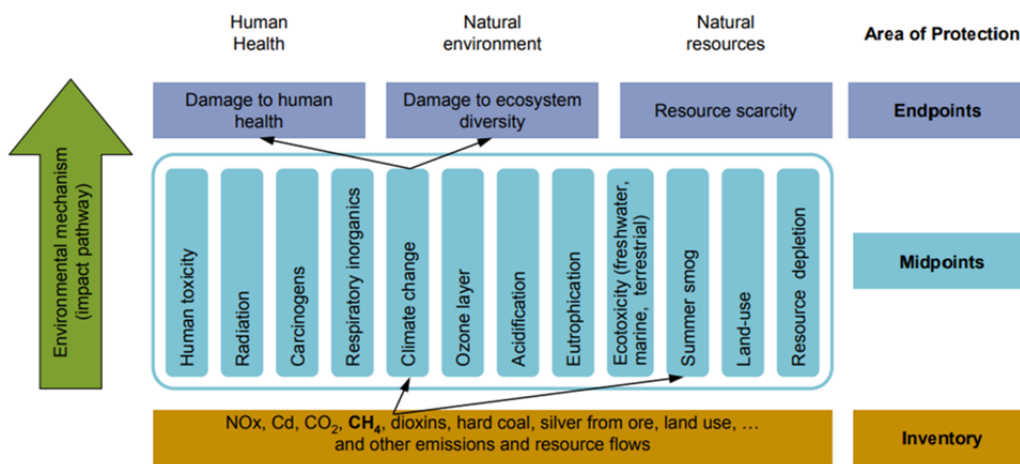 Human
Health
Natural
environment
Natural
resources
Area of Protection
Damage to human
health
Damage to ecosystem
diversity
Resource scarcity
Endpoints
Environmental mechanism
(impact pathway)
Human toxicity
Radiation
Carcinogens
Respiratory inorganics
Climate change
Ozone layer
Acidification
Eutrophication
Ecotoxicity (freshwater,
marine, terrestrial)
Summer smog
Land-use
Resource depletion
Midpoints
NOx, Cd, CO₂, CH₄, dioxins, hard coal, silver from ore, land use, ...
and other emissions and resource flows
Inventory